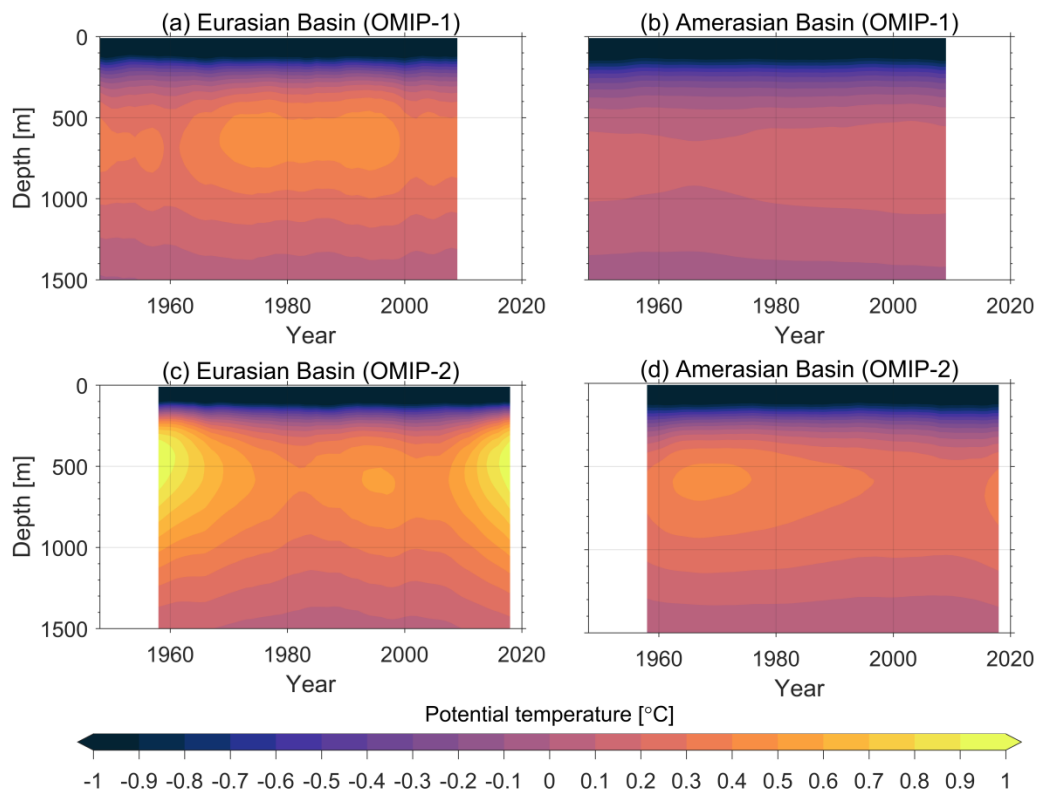 (a) Eurasian Basin (OMIP-1)
(b) Amerasian Basin (OMIP-1)
0
500
1000
1500
Depth [m]
1960 1980 2000 2020
1960 1980 2000 2020
Year
Year
(c) Eurasian Basin (OMIP-2)
(d) Amerasian Basin (OMIP-2)
0
500
1000
1500
Depth [m]
1960 1980 2000 2020
1960 1980 2000 2020
Year
Year
Potential temperature [°C]
-1 -0.9 -0.8 -0.7 -0.6 -0.5 -0.4 -0.3 -0.2 -0.1 0 0.1 0.2 0.3 0.4 0.5 0.6 0.7 0.8 0.9 1